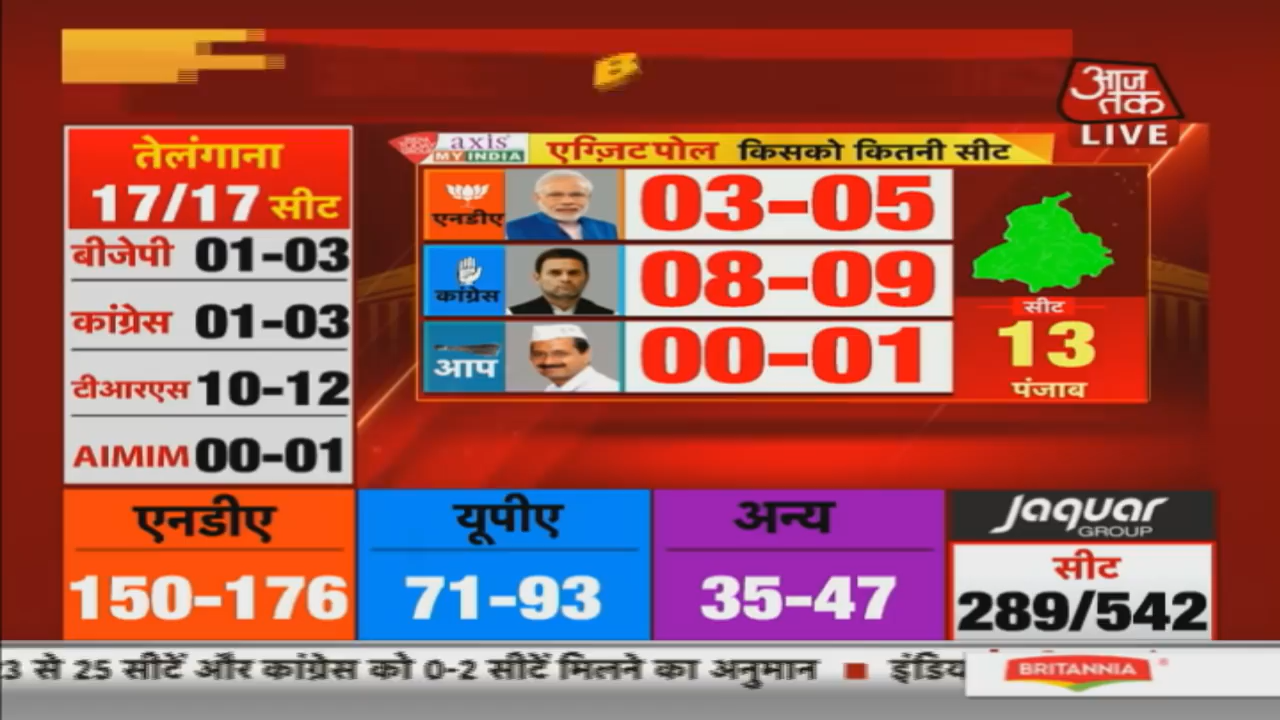 आज तक
LIVE
तेलंगाना
17/17 सीट
बीजेपी 01-03
कांग्रेस 01-03
टीआरएस 10-12
AIMIM 00-01
axis
MY INDIA
एग्ज़िट पोल किसको कितनी सीट
एनडीए 03-05
कांग्रेस 08-09
आप 00-01
सीट
13
पंजाब
एनडीए
150-176
यूपीए
71-93
अन्य
35-47
Jaquar
GROUP
सीट
289/542
3 से 25 सीटें और कांग्रेस को 0-2 सीटें मिलने का अनुमान
BRITANNIA